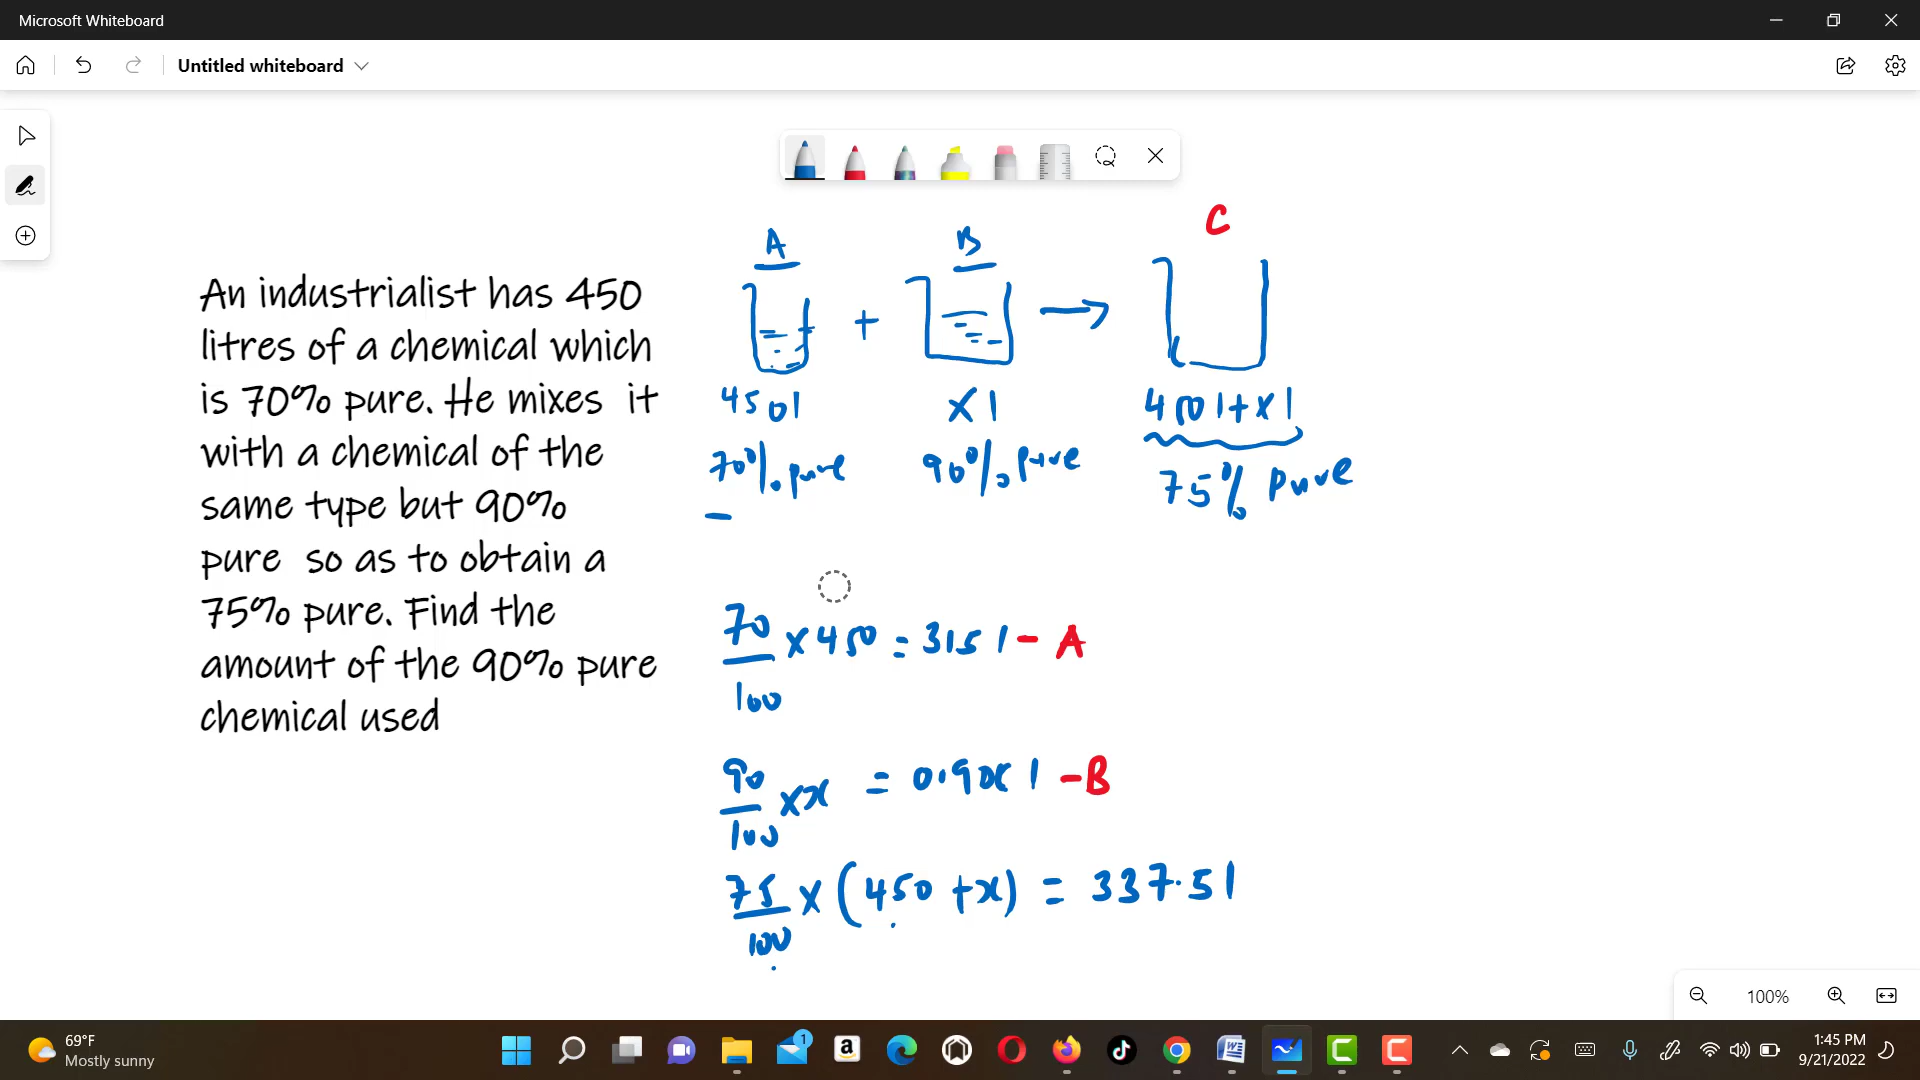 Microsoft Whiteboard
Untitled whiteboard
An industrialist has 450
litres of a chemical which
is 70% pure. He mixes it
with a chemical of the
same type but 90%
pure so as to obtain a
75% pure. Find the
amount of the 90% pure
chemical used
A
B
C
+
450l
x l
450l+x l
70% pure
90% pure
75% pure
70/100 × 450 = 315 l - A
90/100 × x = 0.90x l - B
75/100 × (450 + x) = 337.5 l
100%
69°F
Mostly sunny
1
1:45 PM
9/21/2022